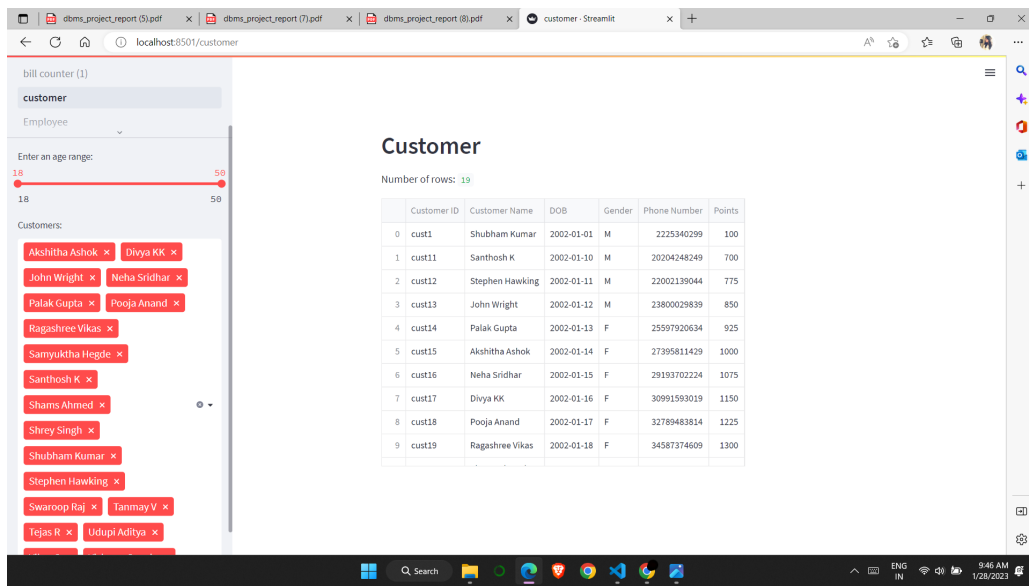 dbms_project_report (5).pdf × dbms_project_report (7).pdf × dbms_project_report (8).pdf × customer · Streamlit ×
localhost:8501/customer
bill counter (1)
customer
Employee
Enter an age range:
18 50
18 50
Customers:
Akshitha Ashok × Divya KK ×
John Wright × Neha Sridhar ×
Palak Gupta × Pooja Anand ×
Ragashree Vikas ×
Samyuktha Hegde ×
Santhosh K ×
Shams Ahmed ×
Shrey Singh ×
Shubham Kumar ×
Stephen Hawking ×
Swaroop Raj × Tanmay V ×
Tejas R × Udupi Aditya ×
Customer
Number of rows: 19
Customer ID Customer Name DOB Gender Phone Number Points
0 cust1 Shubham Kumar 2002-01-01 M 2225340299 100
1 cust11 Santhosh K 2002-01-10 M 20204248249 700
2 cust12 Stephen Hawking 2002-01-11 M 22002139044 775
3 cust13 John Wright 2002-01-12 M 23800029839 850
4 cust14 Palak Gupta 2002-01-13 F 25597920634 925
5 cust15 Akshitha Ashok 2002-01-14 F 27395811429 1000
6 cust16 Neha Sridhar 2002-01-15 F 29193702224 1075
7 cust17 Divya KK 2002-01-16 F 30991593019 1150
8 cust18 Pooja Anand 2002-01-17 F 32789483814 1225
9 cust19 Ragashree Vikas 2002-01-18 F 34587374609 1300
Search
ENG
IN
9:46 AM
1/28/2023